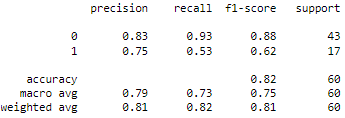 precision recall f1-score support
0 0.83 0.93 0.88 43
1 0.75 0.53 0.62 17
accuracy 0.82 60
macro avg 0.79 0.73 0.75 60
weighted avg 0.81 0.82 0.81 60